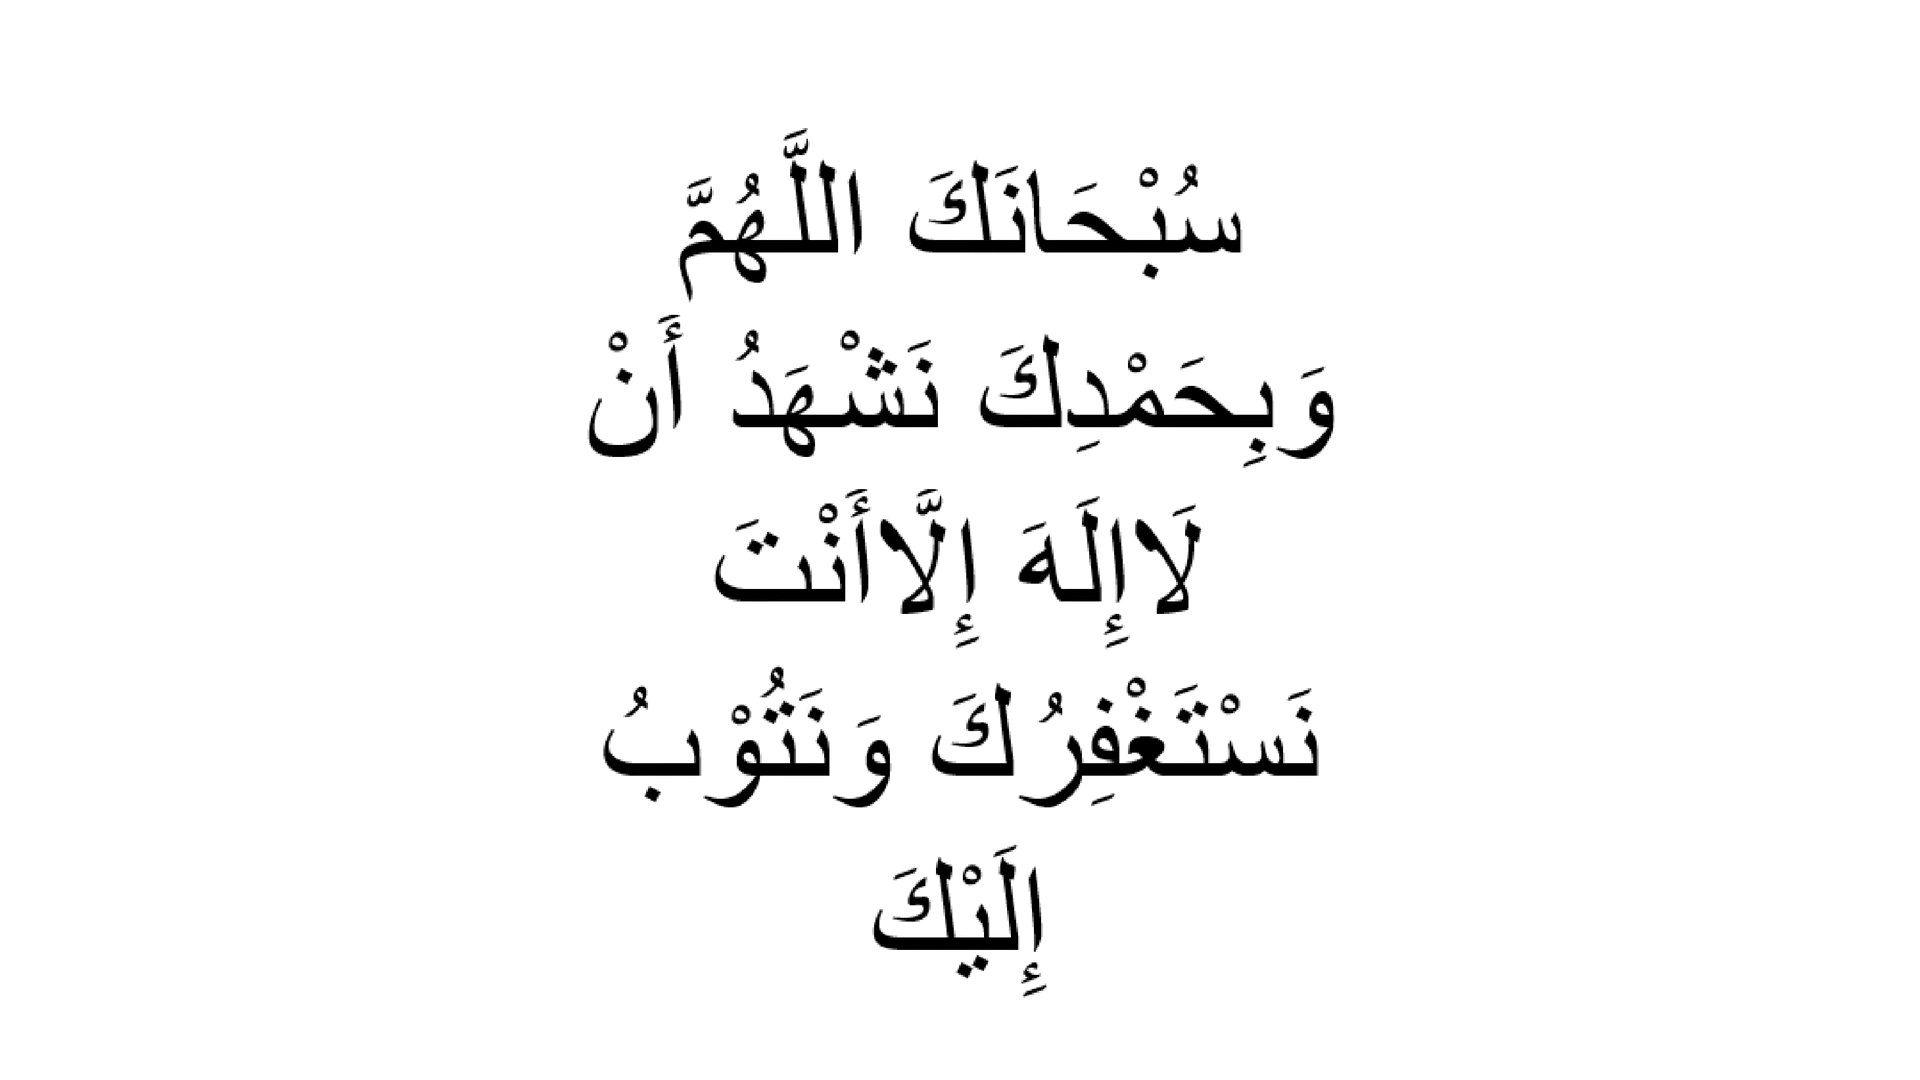 سُبْحَانَكَ اللَّهُمَّ
وَبِحَمْدِكَ نَشْهَدُ أَنْ
لَاإِلَهَ إِلَّاأَنْتَ
نَسْتَغْفِرُكَ وَنَتُوْبُ
إِلَيْكَ